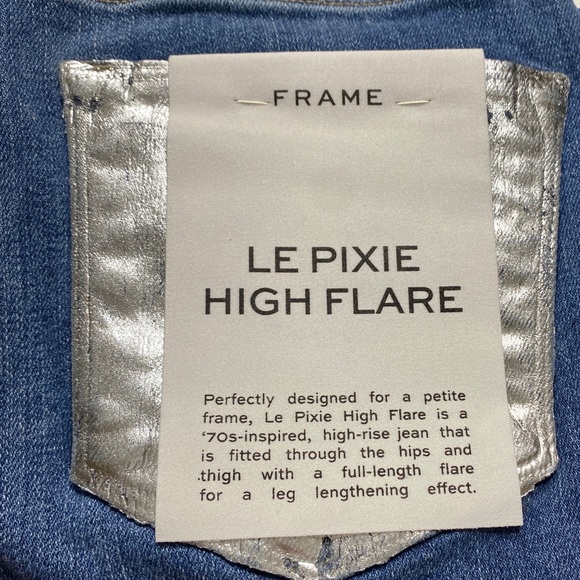 FRAME
LE PIXIE
HIGH FLARE
Perfectly designed for a petite
frame, Le Pixie High Flare is a
'70s-inspired, high-rise jean that
is fitted through the hips and
thigh with a full-length flare
for a leg lengthening effect.